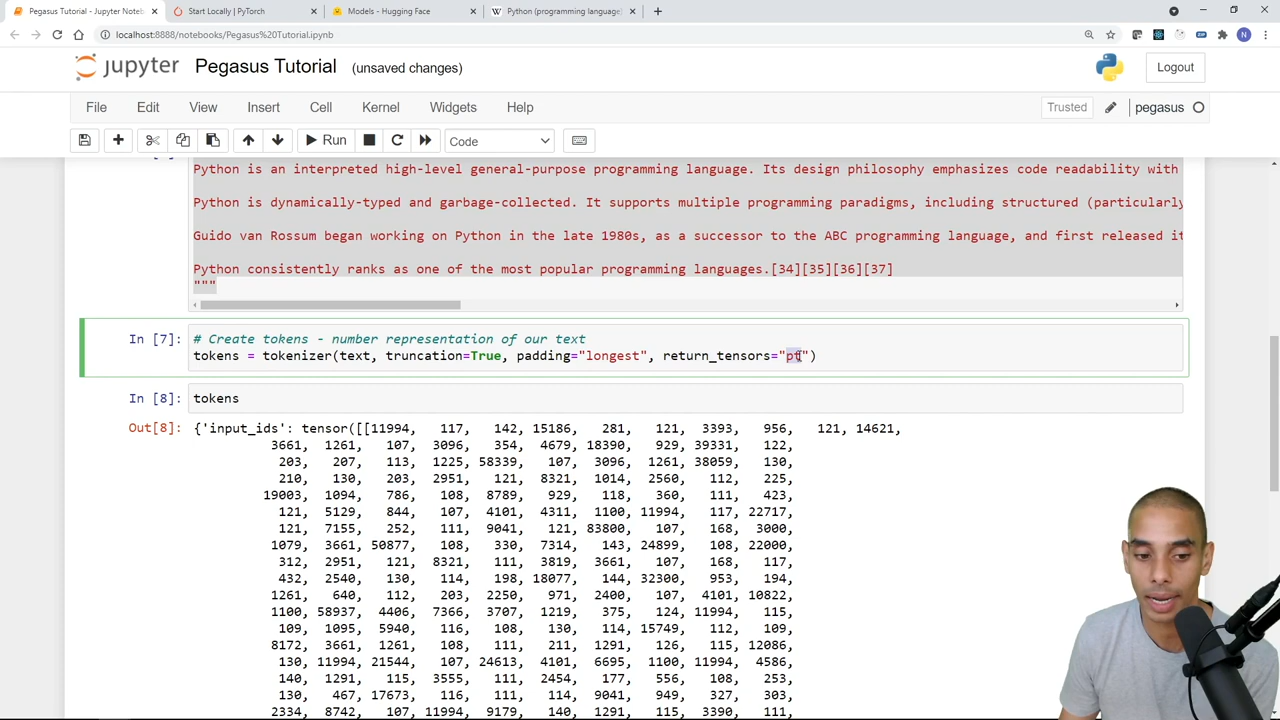 Pegasus Tutorial - Jupyter Noteb
Start Locally | PyTorch
Models - Hugging Face
Python (programming language)
localhost:8888/notebooks/Pegasus%20Tutorial.ipynb
jupyter Pegasus Tutorial (unsaved changes)
Logout
File Edit View Insert Cell Kernel Widgets Help
Trusted pegasus
Run Code
Python is an interpreted high-level general-purpose programming language. Its design philosophy emphasizes code readability with
Python is dynamically-typed and garbage-collected. It supports multiple programming paradigms, including structured (particularly
Guido van Rossum began working on Python in the late 1980s, as a successor to the ABC programming language, and first released it
Python consistently ranks as one of the most popular programming languages.[34][35][36][37]
"""
In [7]: # Create tokens - number representation of our text
tokens = tokenizer(text, truncation=True, padding="longest", return_tensors="pt")
In [8]: tokens
Out[8]: {'input_ids': tensor([[11994, 117, 142, 15186, 281, 121, 3393, 956, 121, 14621,
3661, 1261, 107, 3096, 354, 4679, 18390, 929, 39331, 122,
203, 207, 113, 1225, 58339, 107, 3096, 1261, 38059, 130,
210, 130, 203, 2951, 121, 8321, 1014, 2560, 112, 225,
19003, 1094, 786, 108, 8789, 929, 118, 360, 111, 423,
121, 5129, 844, 107, 4101, 4311, 1100, 11994, 117, 22717,
121, 7155, 252, 111, 9041, 121, 83800, 107, 168, 3000,
1079, 3661, 50877, 108, 330, 7314, 143, 24899, 108, 22000,
312, 2951, 121, 8321, 111, 3819, 3661, 107, 168, 117,
432, 2540, 130, 114, 198, 18077, 144, 32300, 953, 194,
1261, 640, 112, 203, 2250, 971, 2400, 107, 4101, 10822,
1100, 58937, 4406, 7366, 3707, 1219, 375, 124, 11994, 115,
109, 1095, 5940, 116, 108, 130, 114, 15749, 112, 109,
8172, 3661, 1261, 108, 111, 211, 1291, 126, 115, 12086,
130, 11994, 21544, 107, 24613, 4101, 6695, 1100, 11994, 4586,
140, 1291, 115, 3555, 111, 2454, 177, 556, 108, 253,
130, 467, 17673, 116, 111, 114, 9041, 949, 327, 303,
2334, 8742, 107, 11994, 9179, 140, 1291, 115, 3390, 111,